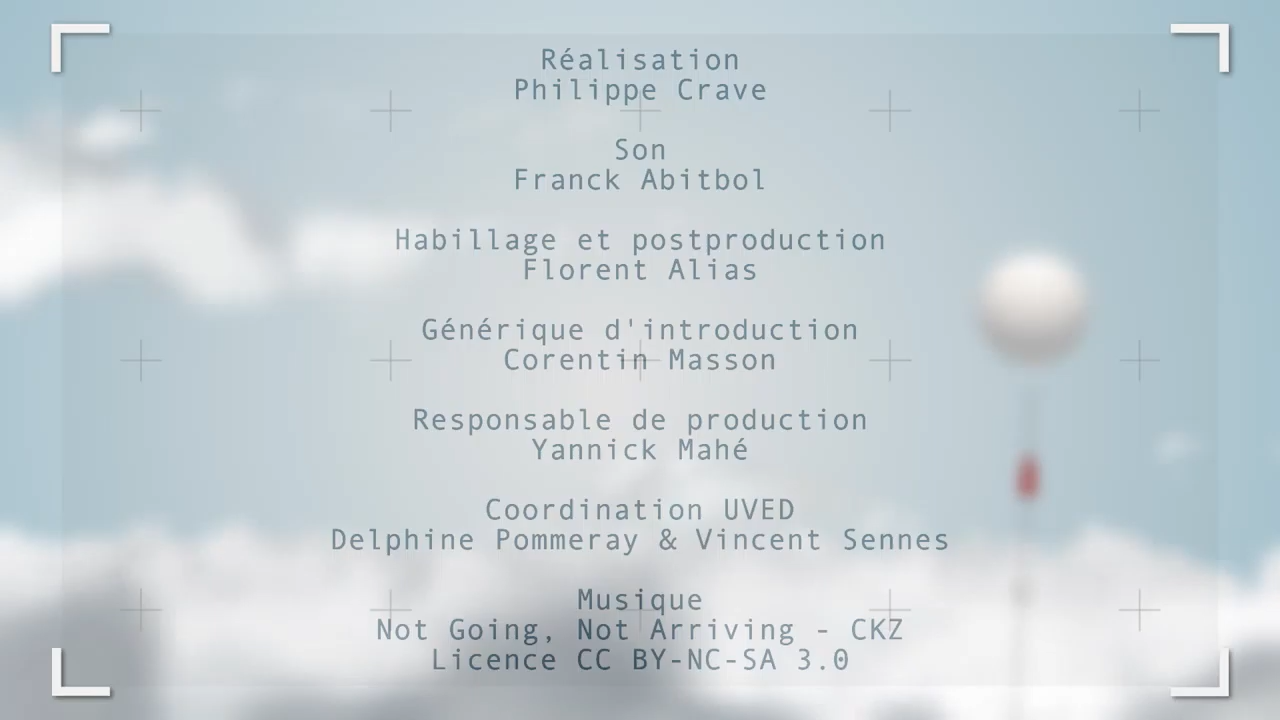 Réalisation
Philippe Crave
Son
Franck Abitbol
Habillage et postproduction
Florent Alias
Générique d'introduction
Corentin Masson
Responsable de production
Yannick Mahé
Coordination UVED
Delphine Pommeray & Vincent Sennes
Musique
Not Going, Not Arriving - CKZ
Licence CC BY-NC-SA 3.0